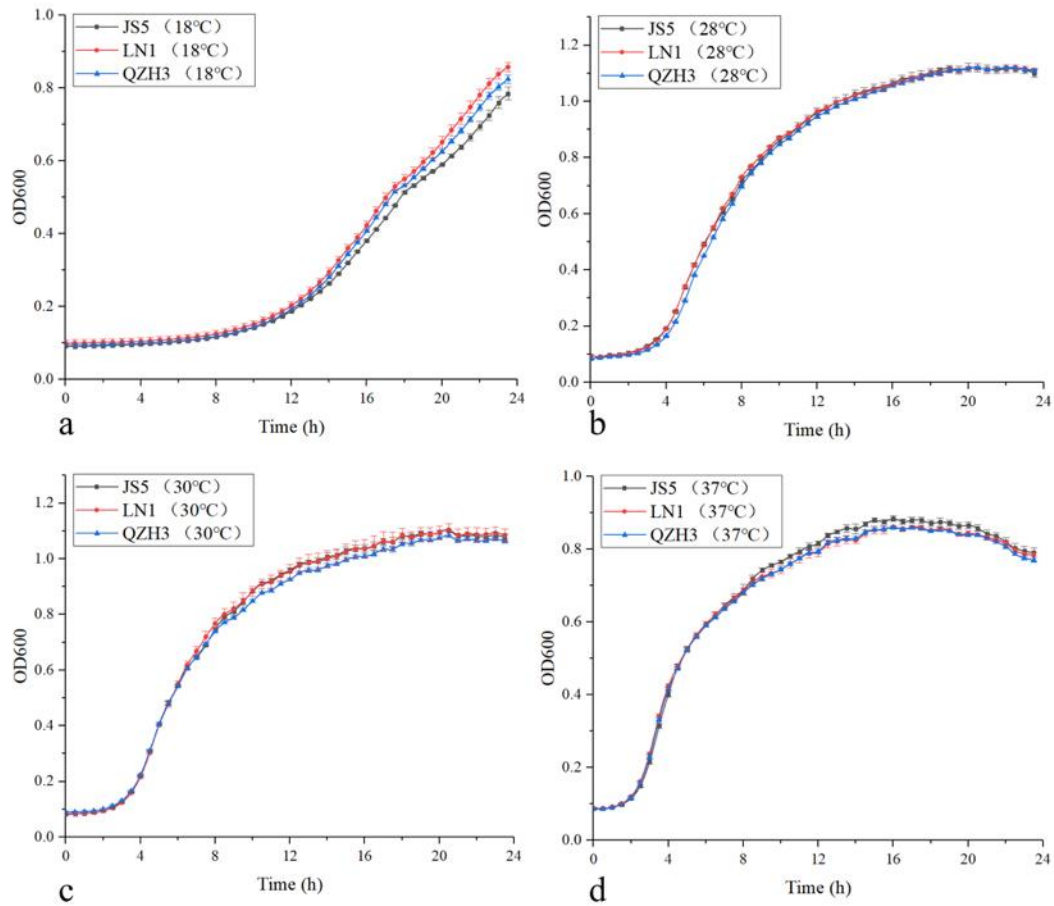 JS5 （18℃）
LN1 （18℃）
QZH3 （18℃）
1.0
0.8
0.6
0.4
0.2
0.0
OD600
0 4 8 12 16 20 24
Time (h)
a
JS5 （28℃）
LN1 （28℃）
QZH3 （28℃）
1.2
1.0
0.8
0.6
0.4
0.2
0.0
OD600
0 4 8 12 16 20 24
Time (h)
b
JS5 （30℃）
LN1 （30℃）
QZH3 （30℃）
1.2
1.0
0.8
0.6
0.4
0.2
0.0
OD600
0 4 8 12 16 20 24
Time (h)
c
JS5 （37℃）
LN1 （37℃）
QZH3 （37℃）
1.0
0.8
0.6
0.4
0.2
0.0
OD600
0 4 8 12 16 20 24
Time (h)
d